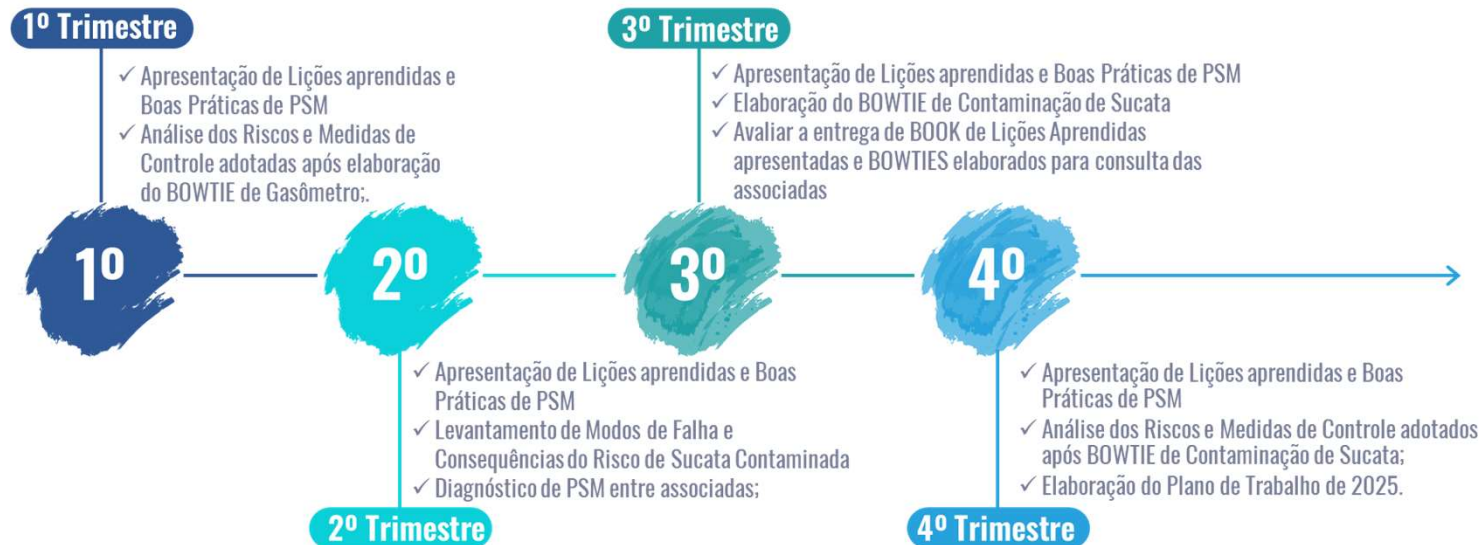 1º Trimestre
✓ Apresentação de Lições aprendidas e
Boas Práticas de PSM
✓ Análise dos Riscos e Medidas de
Controle adotadas após elaboração
do BOWTIE de Gasômetro;.
3º Trimestre
✓ Apresentação de Lições aprendidas e Boas Práticas de PSM
✓ Elaboração do BOWTIE de Contaminação de Sucata
✓ Avaliar a entrega de BOOK de Lições Aprendidas
apresentadas e BOWTIES elaborados para consulta das
associadas
1º
2º
3º
4º
✓ Apresentação de Lições aprendidas e Boas
Práticas de PSM
✓ Levantamento de Modos de Falha e
Consequências do Risco de Sucata Contaminada
✓ Diagnóstico de PSM entre associadas;
2º Trimestre
✓ Apresentação de Lições aprendidas e Boas
Práticas de PSM
✓ Análise dos Riscos e Medidas de Controle adotados
após BOWTIE de Contaminação de Sucata;
✓ Elaboração do Plano de Trabalho de 2025.
4º Trimestre